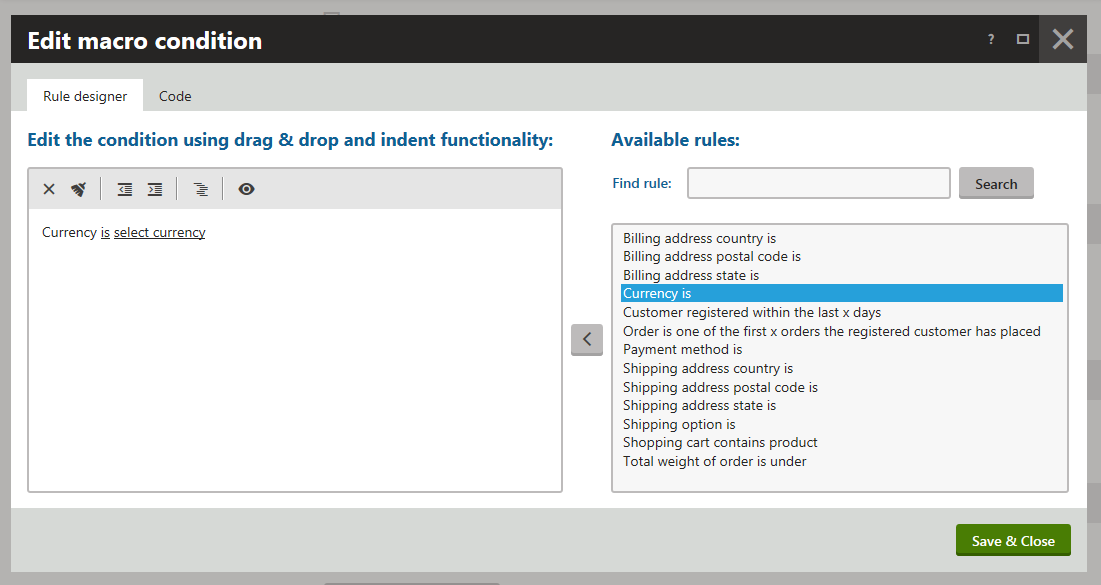 Edit macro condition
?
Rule designer
Code
Edit the condition using drag & drop and indent functionality:
Currency is select currency
Available rules:
Find rule:
Search
Billing address country is
Billing address postal code is
Billing address state is
Currency is
Customer registered within the last x days
Order is one of the first x orders the registered customer has placed
Payment method is
Shipping address country is
Shipping address postal code is
Shipping address state is
Shipping option is
Shopping cart contains product
Total weight of order is under
Save & Close